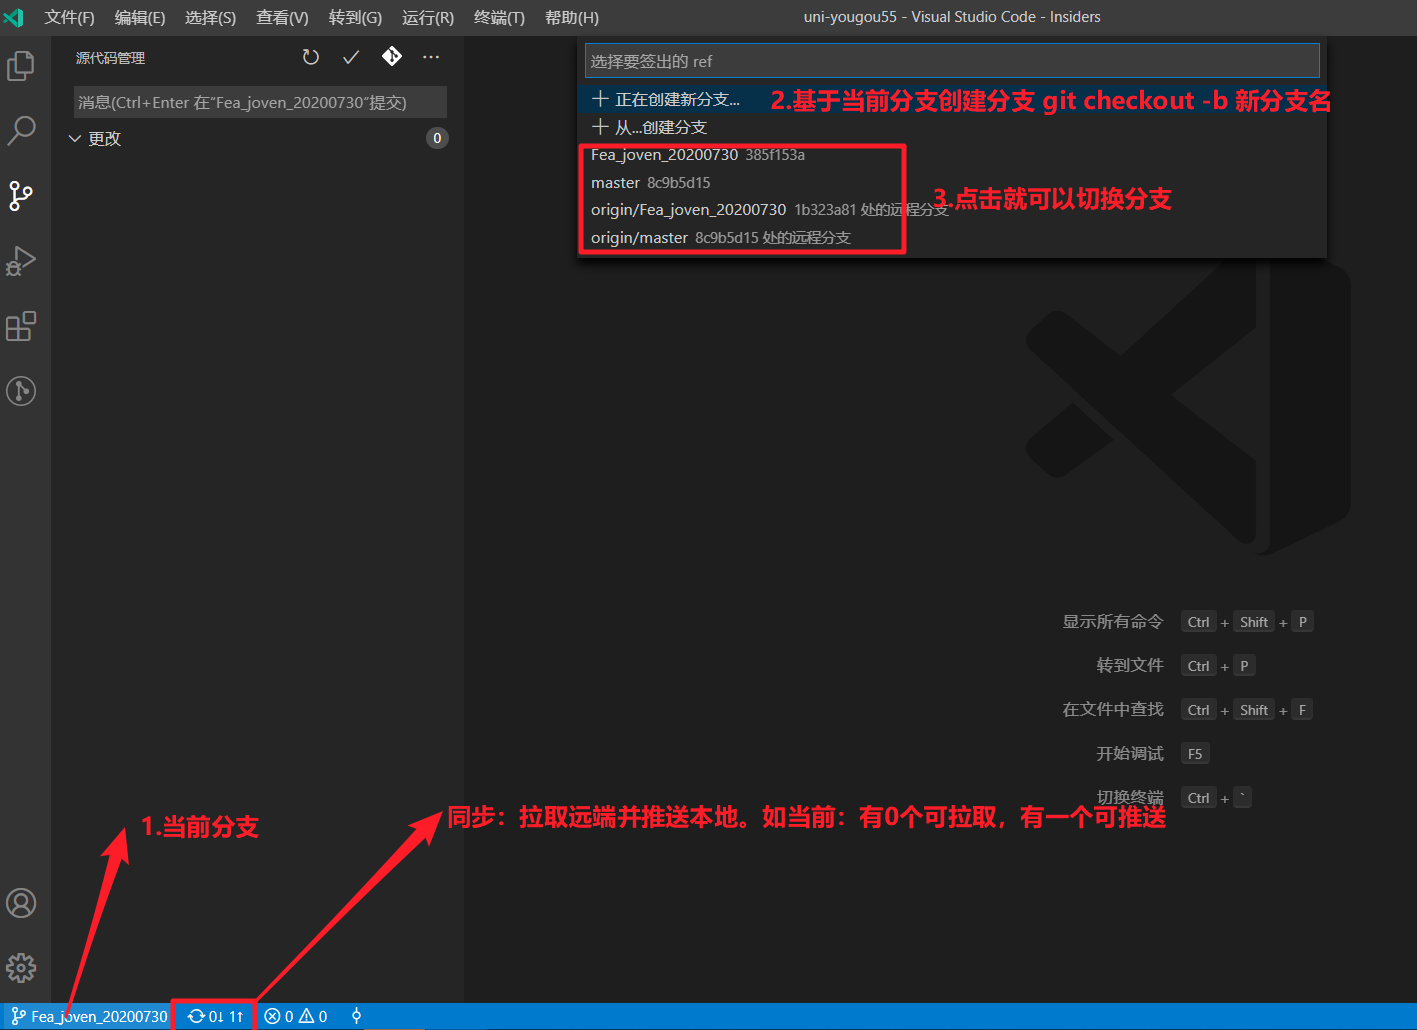 文件(F) 编辑(E) 选择(S) 查看(V) 转到(G) 运行(R) 终端(T) 帮助(H) uni-yougou55 - Visual Studio Code - Insiders
源代码管理
消息(Ctrl+Enter 在"Fea_joven_20200730"提交)
更改 0
选择要签出的 ref
正在创建新分支...
2.基于当前分支创建分支 git checkout -b 新分支名
从...创建分支
Fea_joven_20200730 385f153a
master 8c9b5d15
origin/Fea_joven_20200730 1b323a81 处的远程分支
3.点击就可以切换分支
origin/master 8c9b5d15 处的远程分支
显示所有命令 Ctrl + Shift + P
转到文件 Ctrl + P
在文件中查找 Ctrl + Shift + F
开始调试 F5
切换终端 Ctrl + `
1.当前分支
同步：拉取远端并推送本地。如当前：有0个可拉取，有一个可推送
Fea_joven_20200730 0↓ 1↑ 0 0